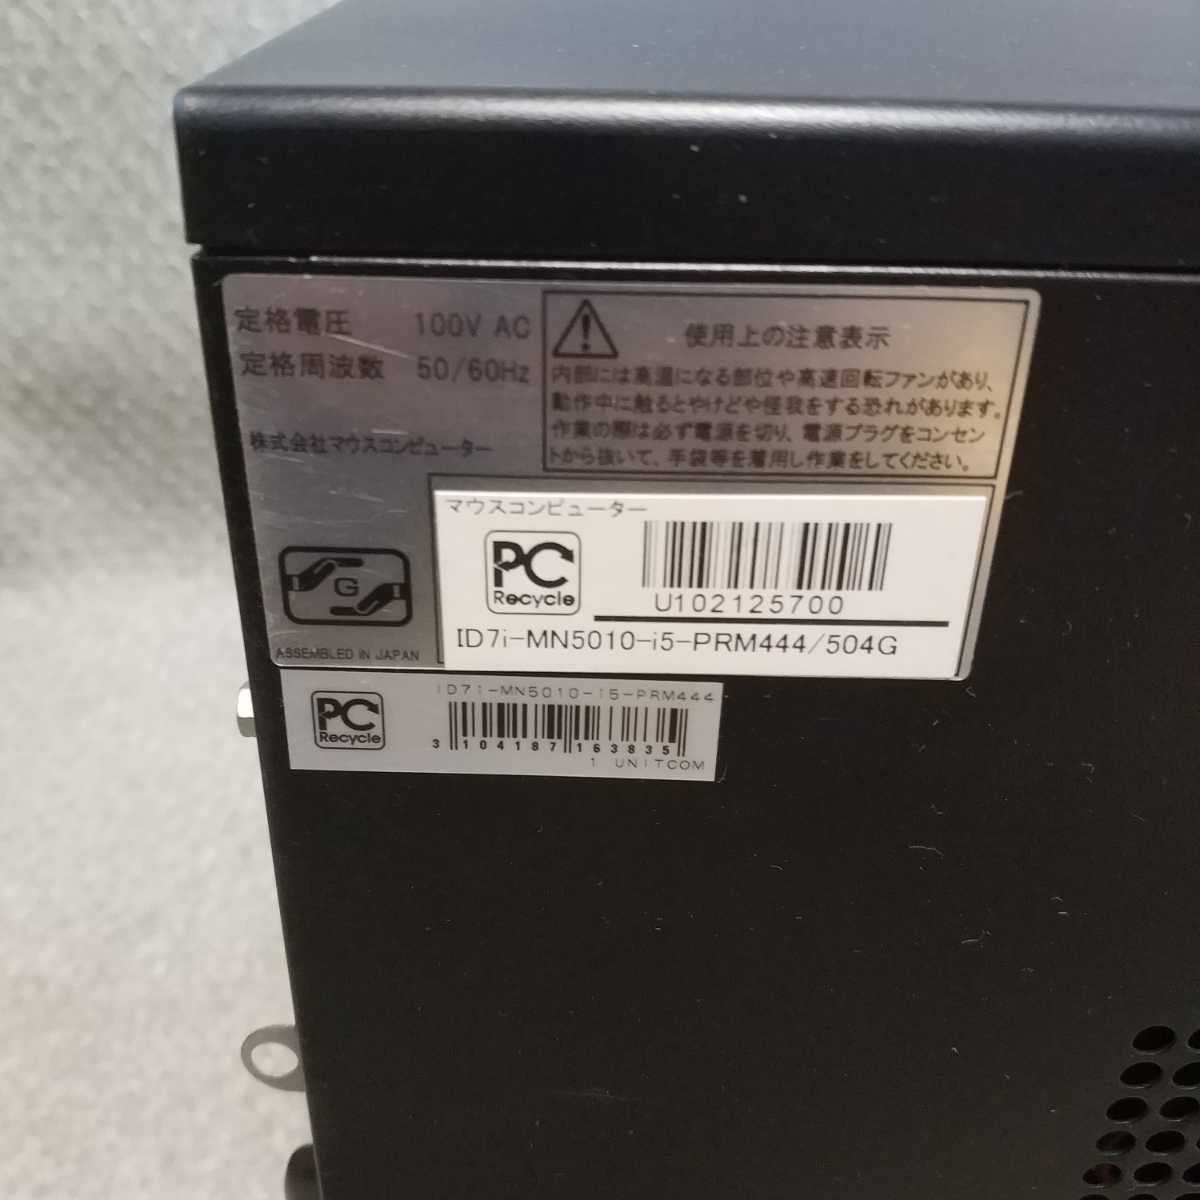 定格電圧 100V AC
定格周波数 50/60Hz
株式会社マウスコンピューター
使用上の注意表示
内部には高温になる部位や高速回転ファンがあり、
動作中に触るとやけどや怪我をする恐れがあります。
作業の際は必ず電源を切り、電源プラグをコンセン
トから抜いて、手袋等を着用し作業をしてください。
G
ASSEMBLED IN JAPAN
マウスコンピューター
PC
Recycle
U102125700
ID7i-MN5010-i5-PRM444/504G
PC
Recycle
ID7i-MN5010-i5-PRM444
3104187163835
1 UNITCOM